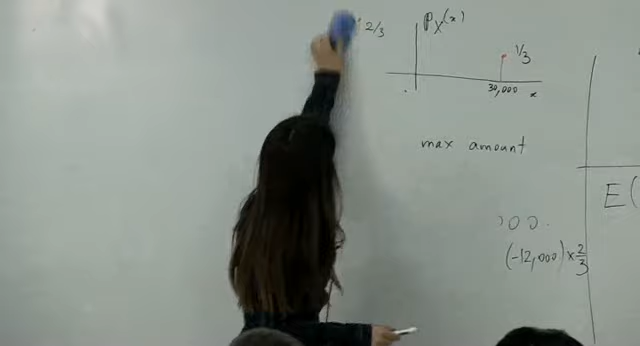 2/3
P_X(x)
1/3
30,000 x
max amount
000.
(-12,000) × 2/3
E(